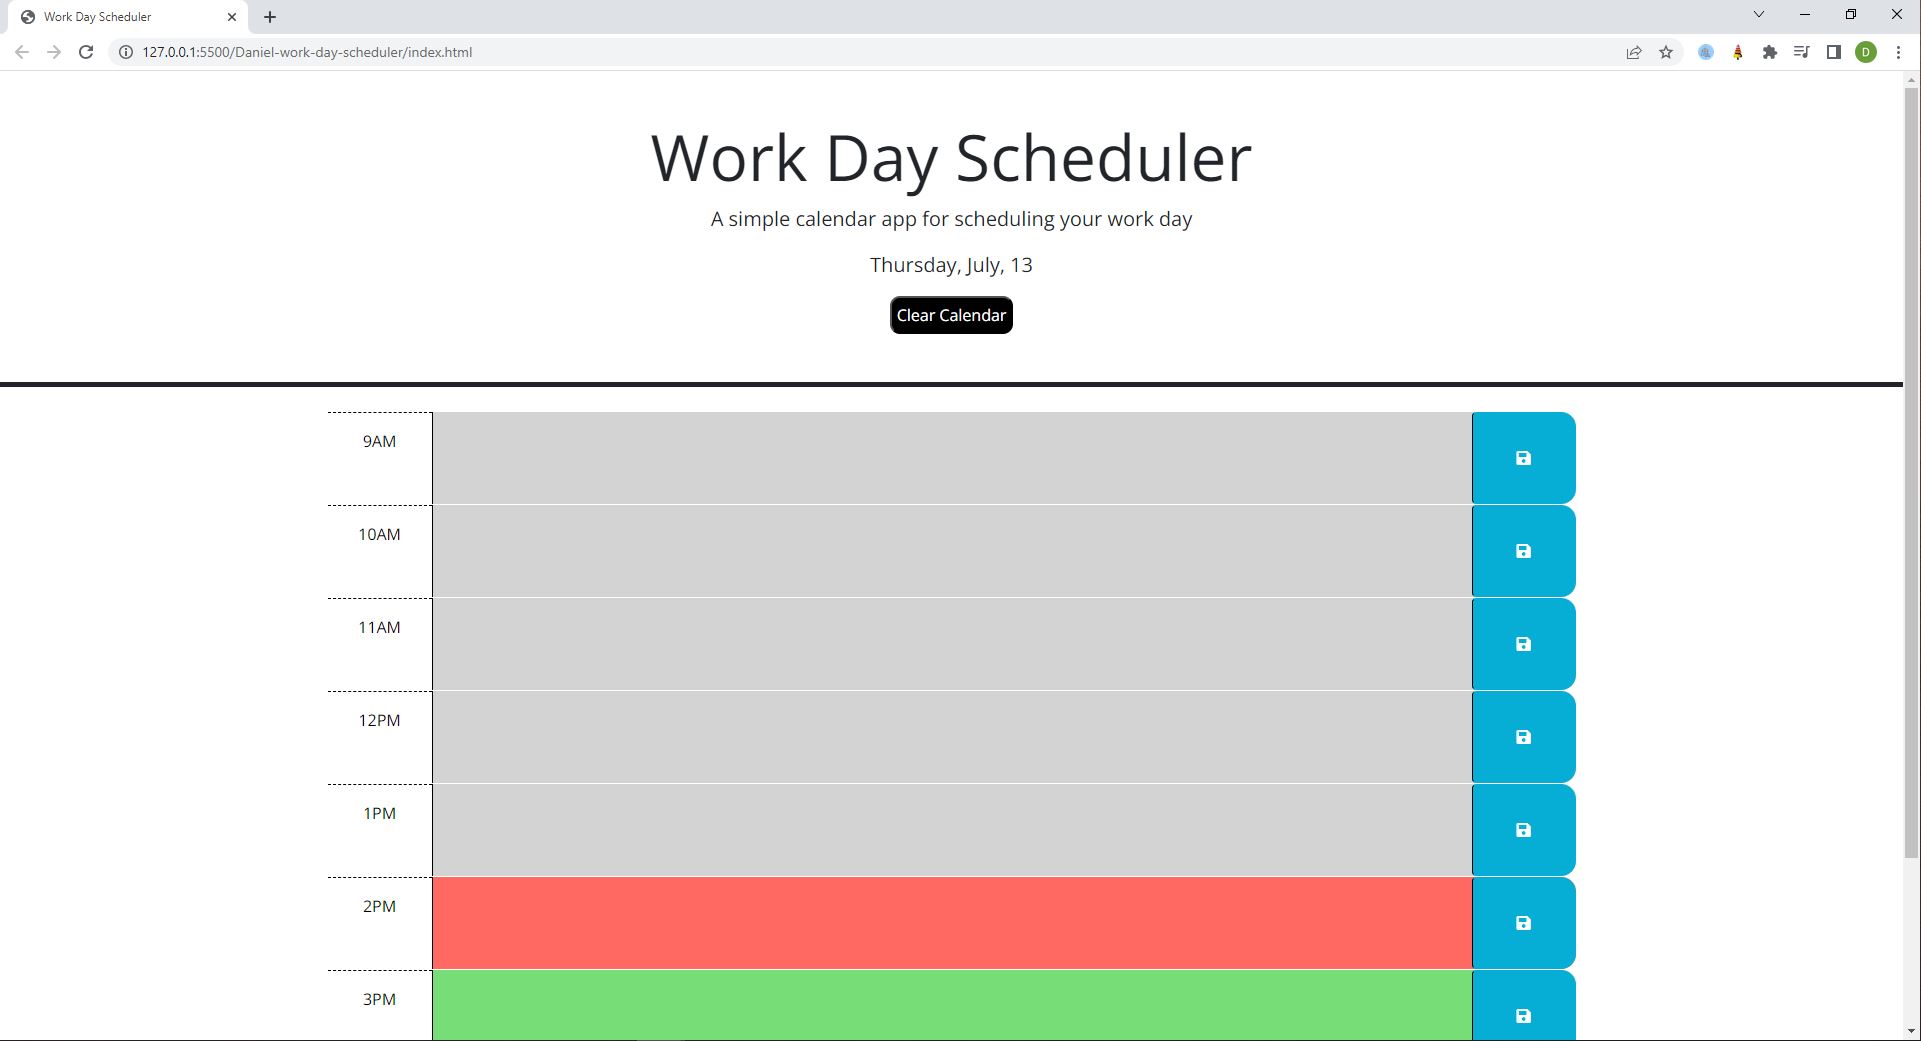 Work Day Scheduler
127.0.0.1:5500/Daniel-work-day-scheduler/index.html
D
Work Day Scheduler
A simple calendar app for scheduling your work day
Thursday, July, 13
Clear Calendar
9AM
10AM
11AM
12PM
1PM
2PM
3PM